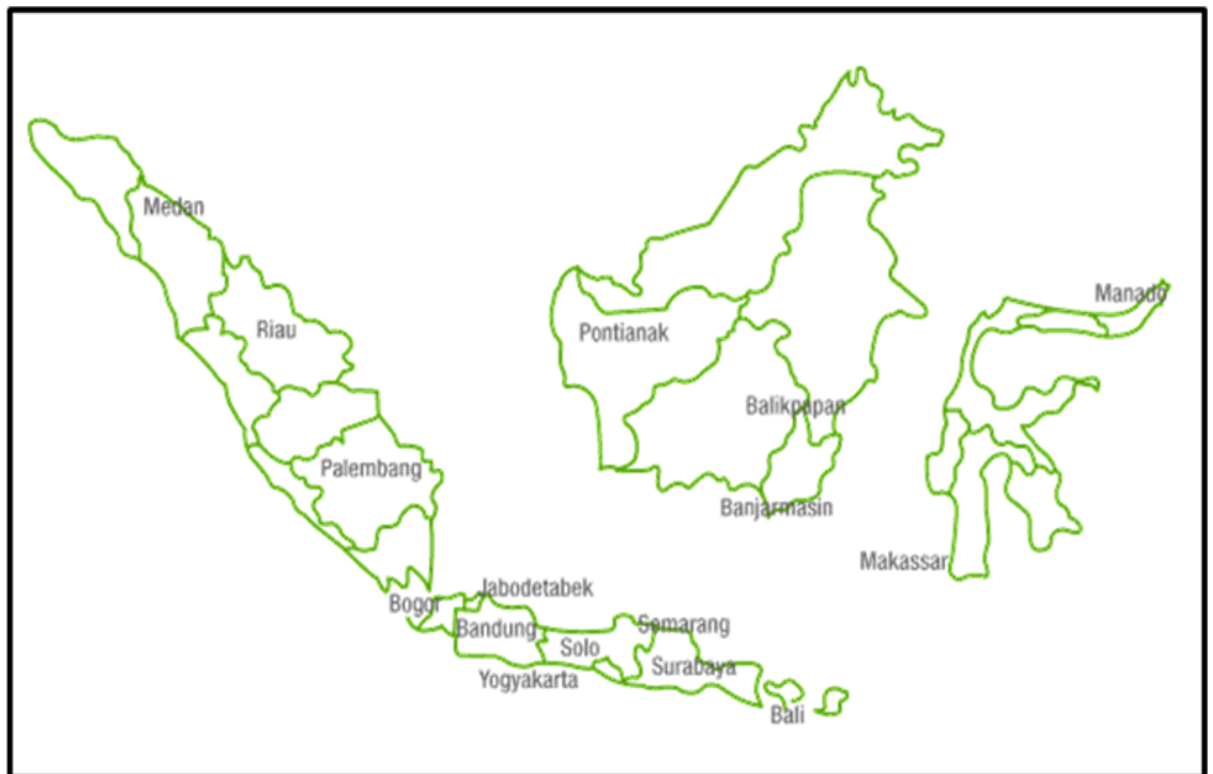 Medan
Manado
Riau
Pontianak
Balikpapan
Palembang
Banjarmasin
Makassar
Jabodetabek
Bogor
Bandung
Semarang
Solo
Surabaya
Yogyakarta
Bali